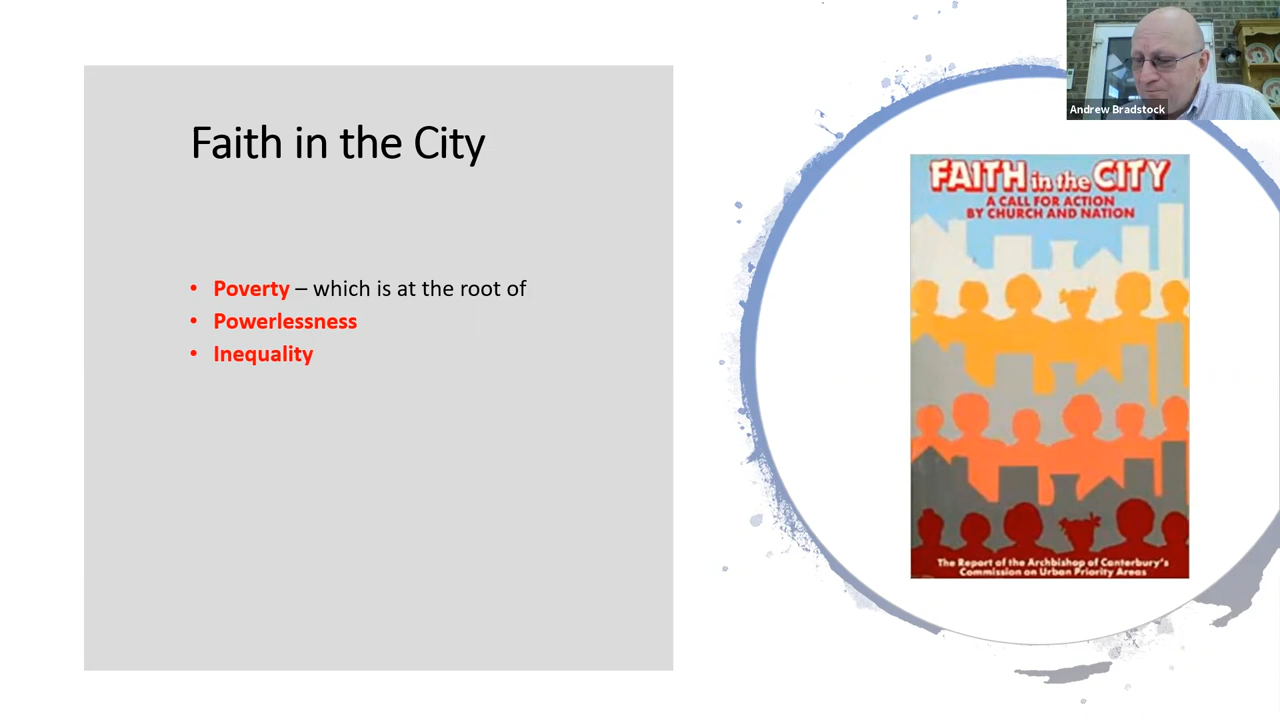 Faith in the City
• Poverty – which is at the root of
• Powerlessness
• Inequality
Andrew Bradstock
FAITH in the CITY
A CALL FOR ACTION
BY CHURCH AND NATION
The Report of the Archbishop of Canterbury's
Commission on Urban Priority Areas